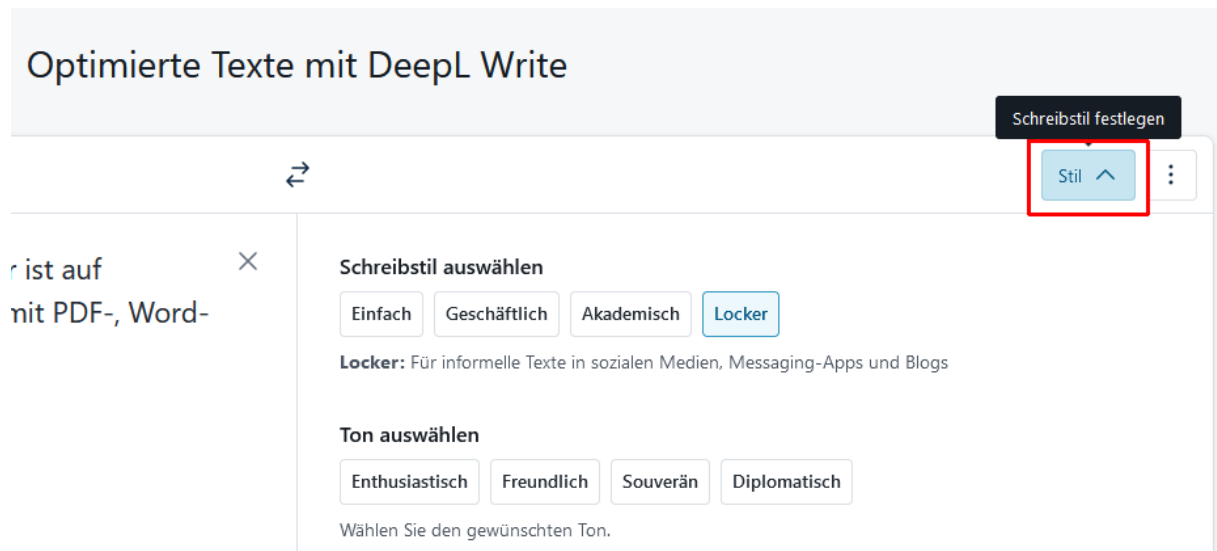 Optimierte Texte mit DeepL Write
Schreibstil festlegen
Stil
ist auf
mit PDF-, Word-
Schreibstil auswählen
Einfach Geschäftlich Akademisch Locker
Locker: Für informelle Texte in sozialen Medien, Messaging-Apps und Blogs
Ton auswählen
Enthusiastisch Freundlich Souverän Diplomatisch
Wählen Sie den gewünschten Ton.